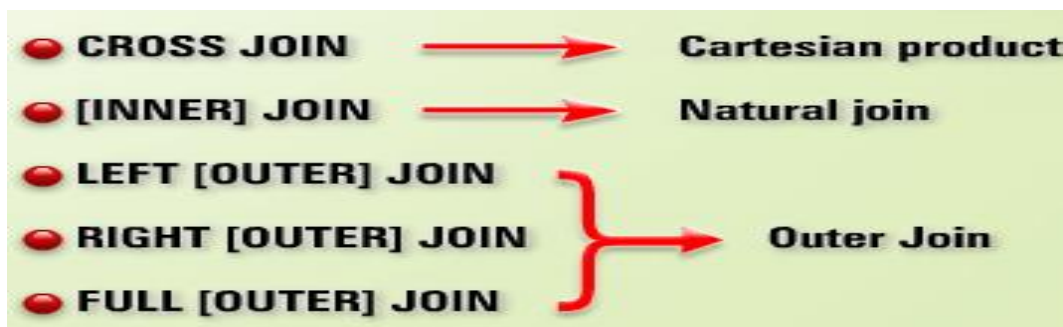 CROSS JOIN Cartesian product
[INNER] JOIN Natural join
LEFT [OUTER] JOIN
RIGHT [OUTER] JOIN Outer Join
FULL [OUTER] JOIN